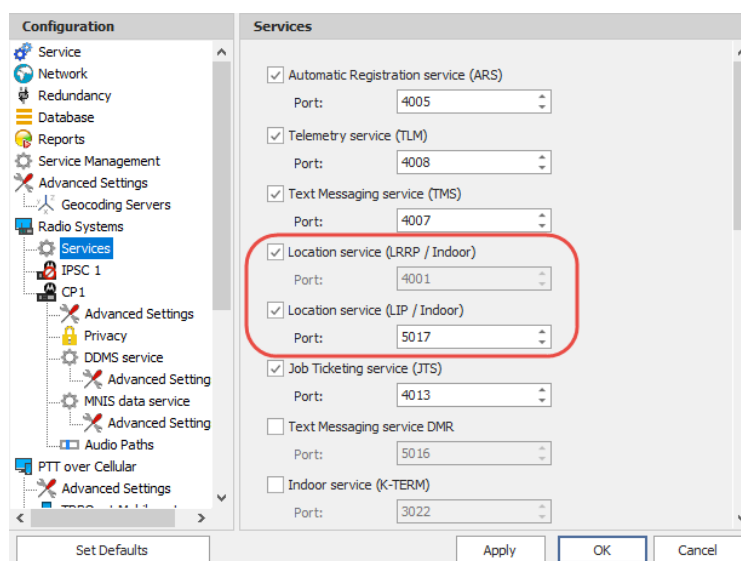 Configuration
Service
Network
Redundancy
Database
Reports
Service Management
Advanced Settings
Geocoding Servers
Radio Systems
Services
IPSC 1
CP1
Advanced Settings
Privacy
DDMS service
Advanced Setting
MNIS data service
Advanced Setting
Audio Paths
PTT over Cellular
Advanced Settings
Set Defaults
Services
Automatic Registration service (ARS)
Port: 4005
Telemetry service (TLM)
Port: 4008
Text Messaging service (TMS)
Port: 4007
Location service (LRRP / Indoor)
Port: 4001
Location service (LIP / Indoor)
Port: 5017
Job Ticketing service (JTS)
Port: 4013
Text Messaging service DMR
Port: 5016
Indoor service (K-TERM)
Port: 3022
Apply OK Cancel